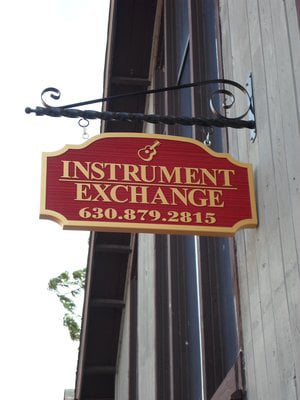 INSTRUMENT
EXCHANGE
630.879.2815